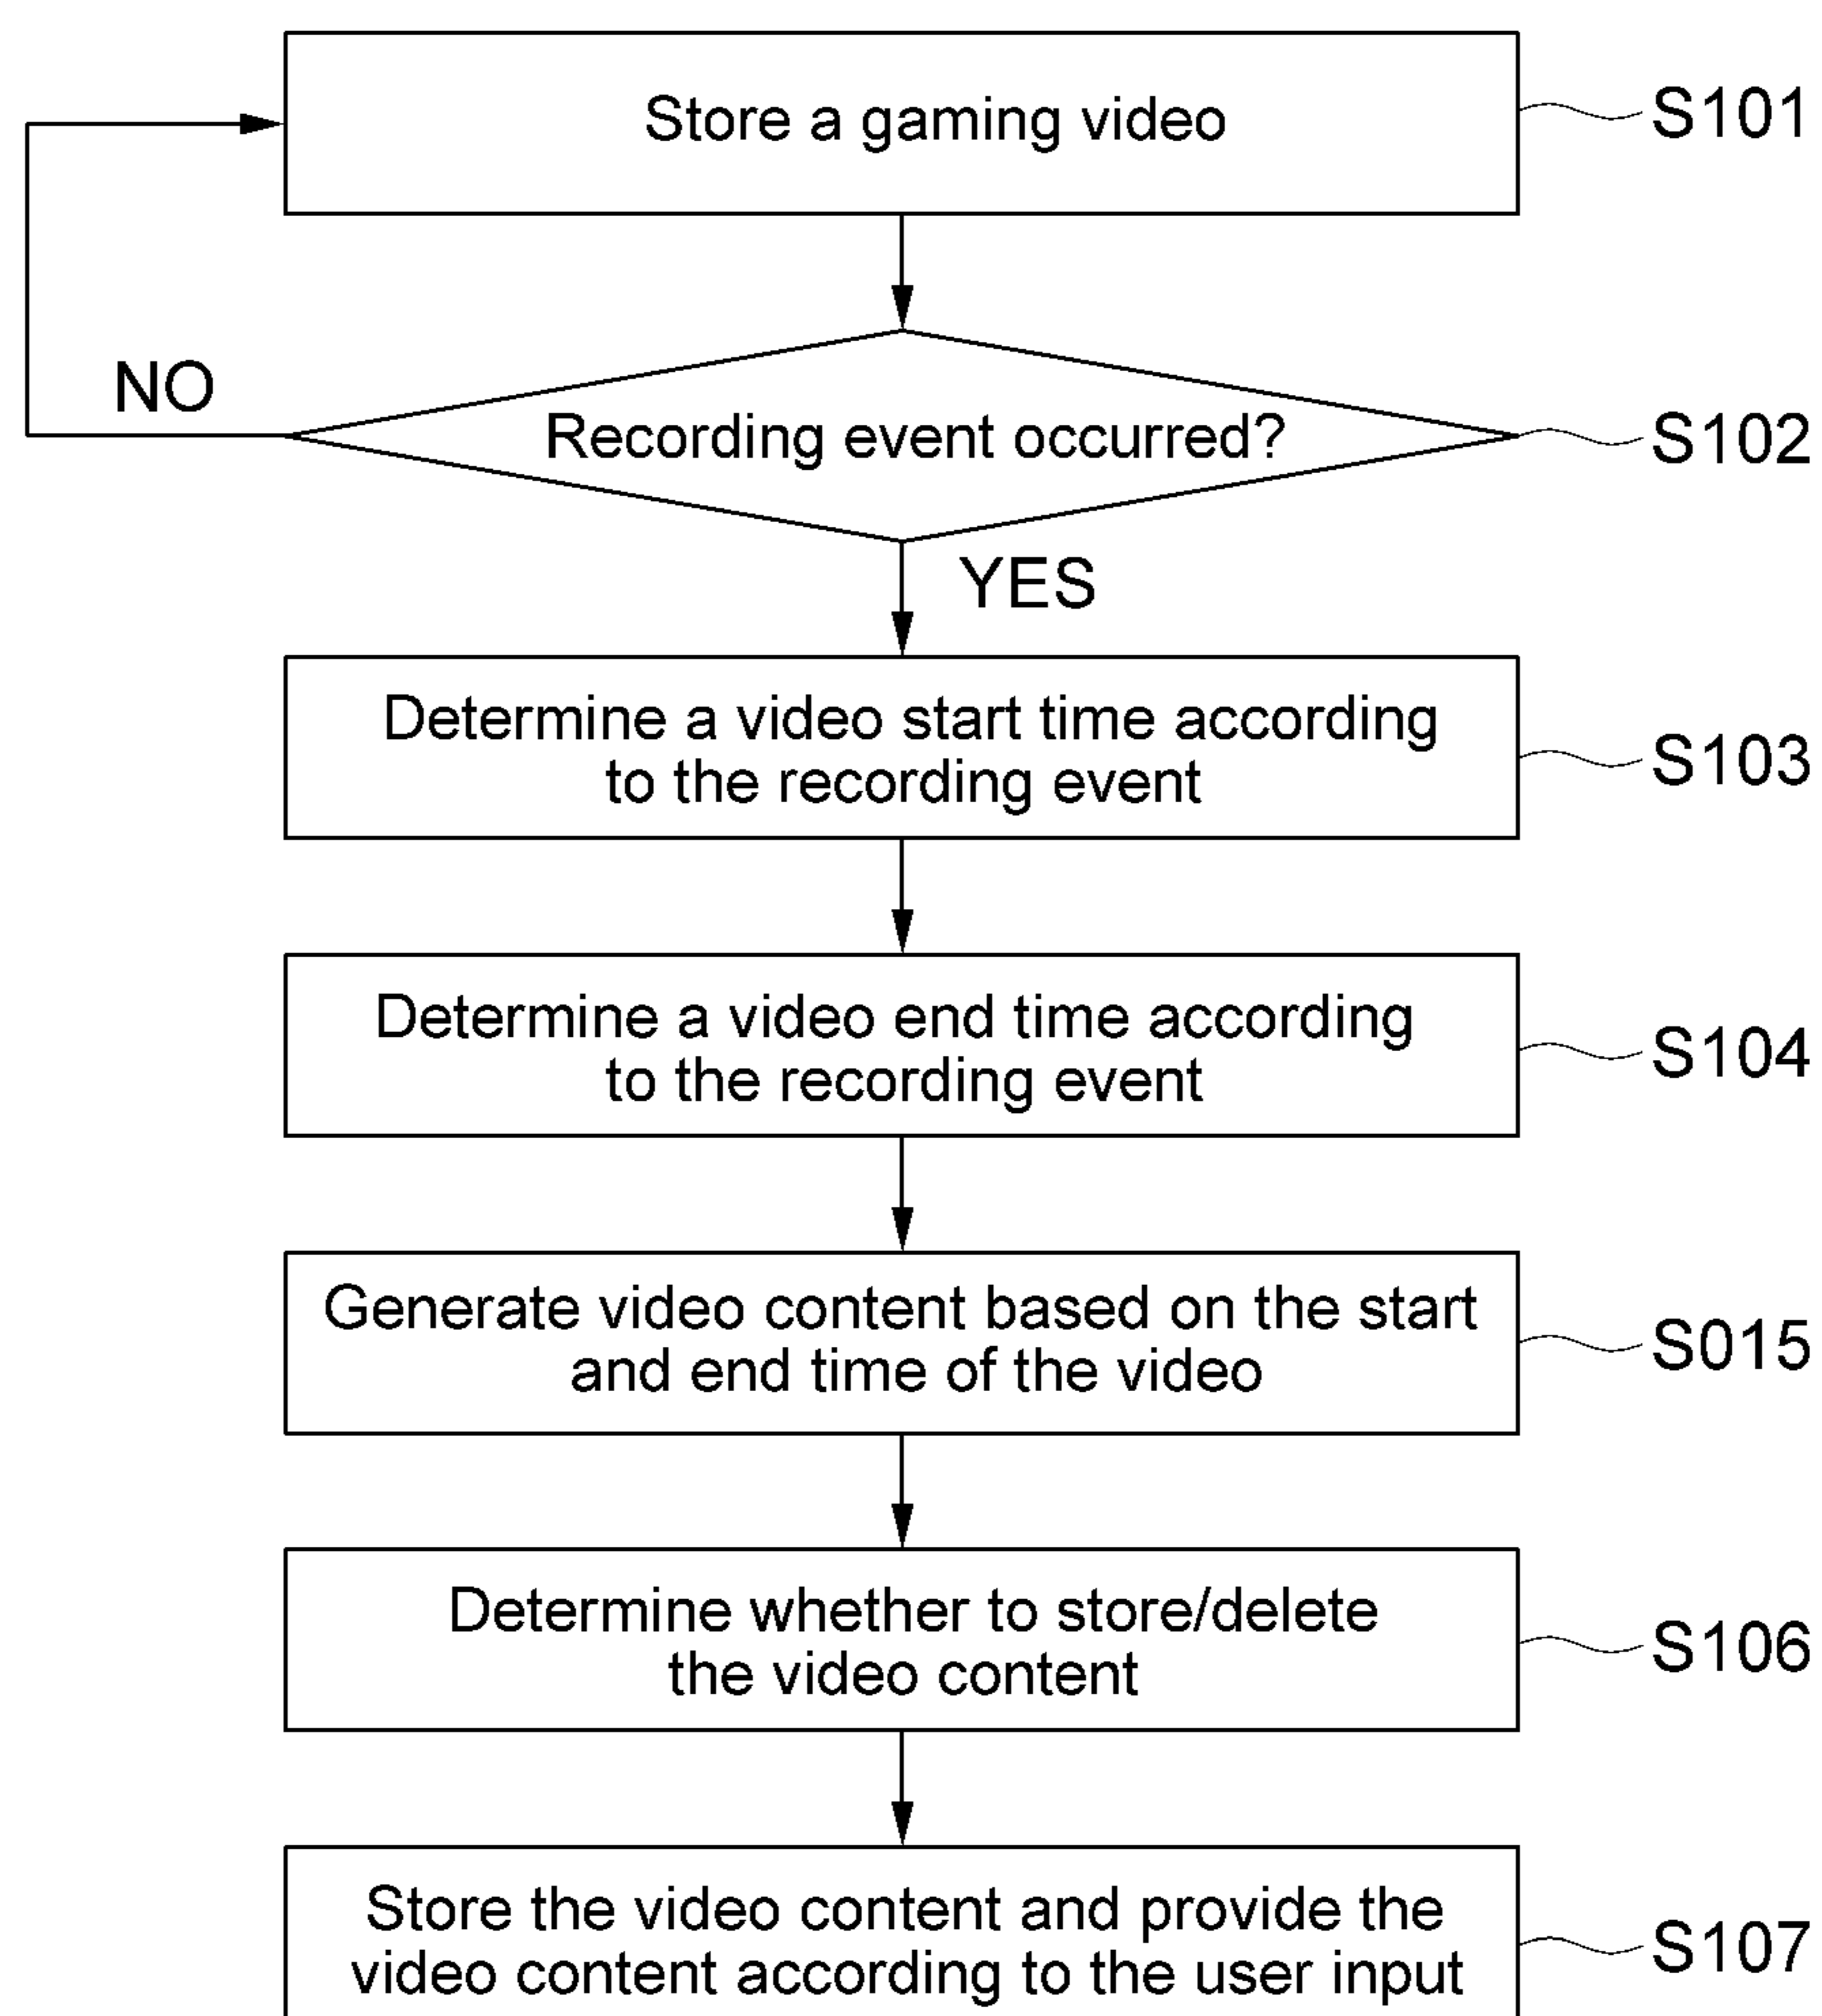 Store a gaming video
S101
NO
Recording event occurred?
S102
YES
Determine a video start time according
to the recording event
S103
Determine a video end time according
to the recording event
S104
Generate video content based on the start
and end time of the video
S015
Determine whether to store/delete
the video content
S106
Store the video content and provide the
video content according to the user input
S107